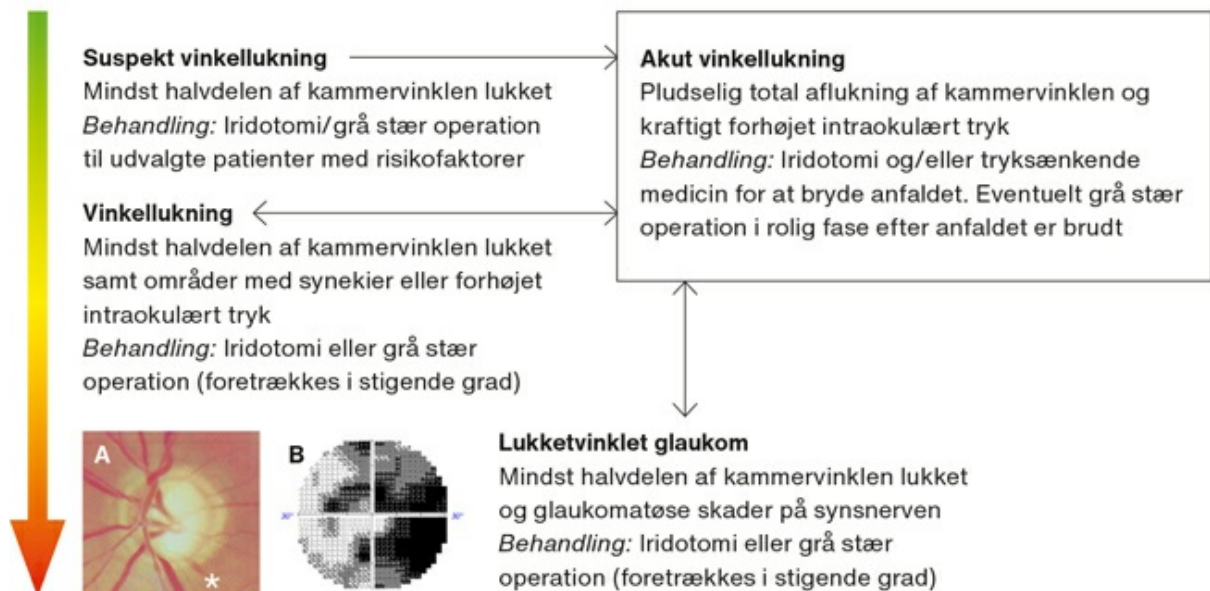 Suspekt vinkellukning
Mindst halvdelen af kammervinklen lukket
Behandling: Iridotomi/grå stær operation
til udvalgte patienter med risikofaktorer
Akut vinkellukning
Pludselig total aflukning af kammervinklen og
kraftigt forhøjet intraokulært tryk
Behandling: Iridotomi og/eller tryksænkende
medicin for at bryde anfaldet. Eventuelt grå stær
operation i rolig fase efter anfaldet er brudt
Vinkellukning
Mindst halvdelen af kammervinklen lukket
samt områder med synekier eller forhøjet
intraokulært tryk
Behandling: Iridotomi eller grå stær
operation (foretrækkes i stigende grad)
A
*
B
30°
30°
Lukketvinklet glaukom
Mindst halvdelen af kammervinklen lukket
og glaukomatøse skader på synsnerven
Behandling: Iridotomi eller grå stær
operation (foretrækkes i stigende grad)